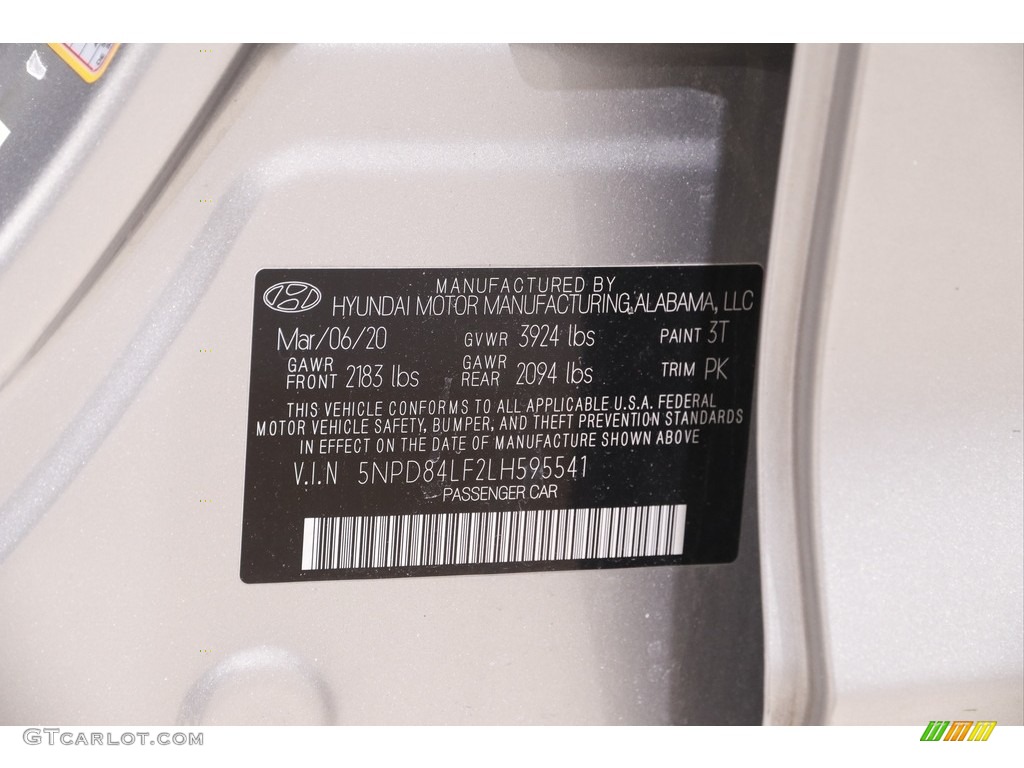 MANUFACTURED BY
HYUNDAI MOTOR MANUFACTURING, ALABAMA, LLC
Mar/06/20 GVWR 3924 lbs PAINT 3T
GAWR FRONT 2183 lbs GAWR REAR 2094 lbs TRIM PK
THIS VEHICLE CONFORMS TO ALL APPLICABLE U.S.A. FEDERAL
MOTOR VEHICLE SAFETY, BUMPER, AND THEFT PREVENTION STANDARDS
IN EFFECT ON THE DATE OF MANUFACTURE SHOWN ABOVE
V.I.N 5NPD84LF2LH595541
PASSENGER CAR
GTCARLOT.COM